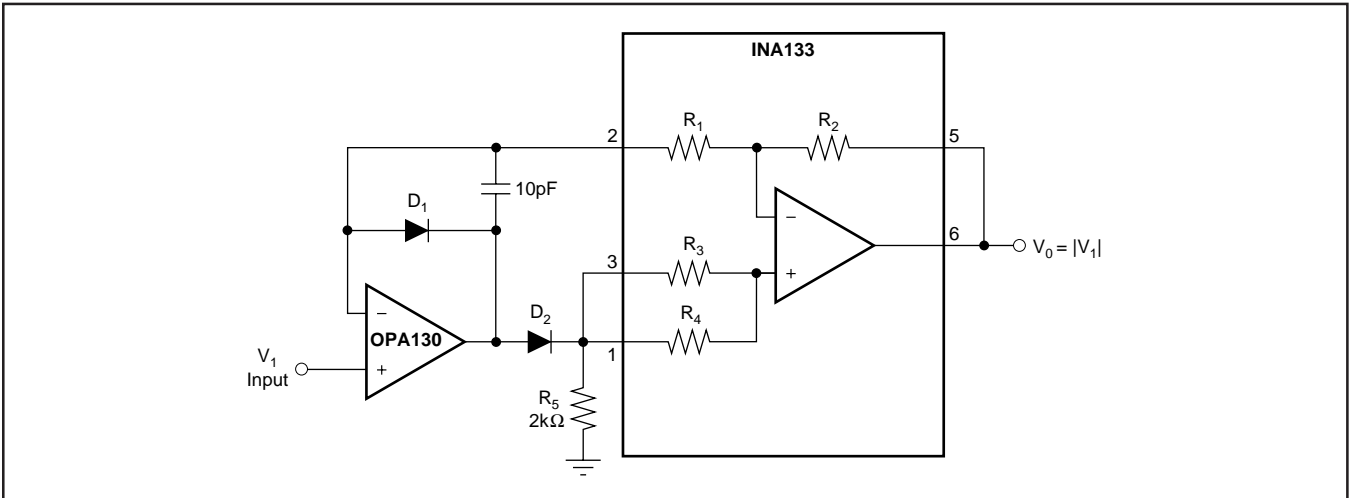 INA133
R1
R2
2
5
10pF
D1
R3
3
6
V0 = |V1|
−
+
D2
R4
1
−
OPA130
+
V1
Input
R5
2kΩ